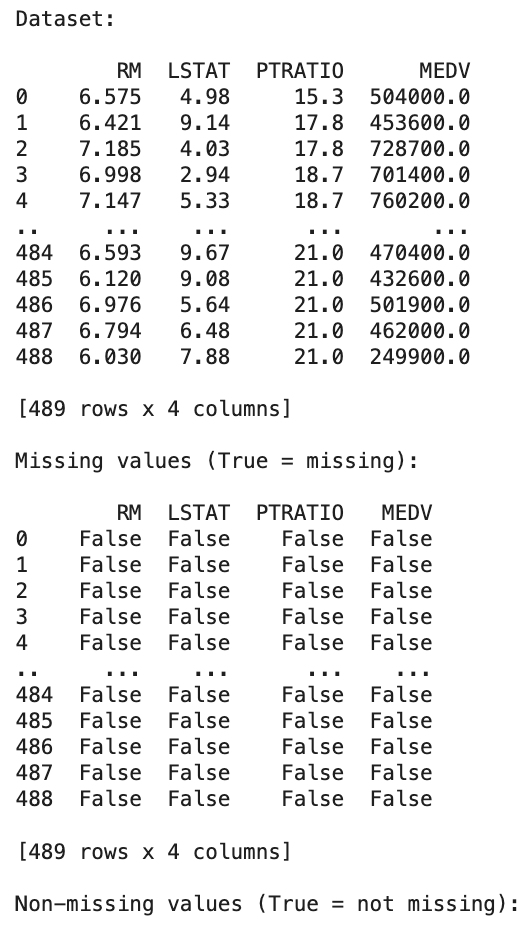 Dataset:
RM LSTAT PTRATIO MEDV
0 6.575 4.98 15.3 504000.0
1 6.421 9.14 17.8 453600.0
2 7.185 4.03 17.8 728700.0
3 6.998 2.94 18.7 701400.0
4 7.147 5.33 18.7 760200.0
.. ... ... ... ...
484 6.593 9.67 21.0 470400.0
485 6.120 9.08 21.0 432600.0
486 6.976 5.64 21.0 501900.0
487 6.794 6.48 21.0 462000.0
488 6.030 7.88 21.0 249900.0
[489 rows x 4 columns]
Missing values (True = missing):
RM LSTAT PTRATIO MEDV
0 False False False False
1 False False False False
2 False False False False
3 False False False False
4 False False False False
.. ... ... ... ...
484 False False False False
485 False False False False
486 False False False False
487 False False False False
488 False False False False
[489 rows x 4 columns]
Non-missing values (True = not missing):